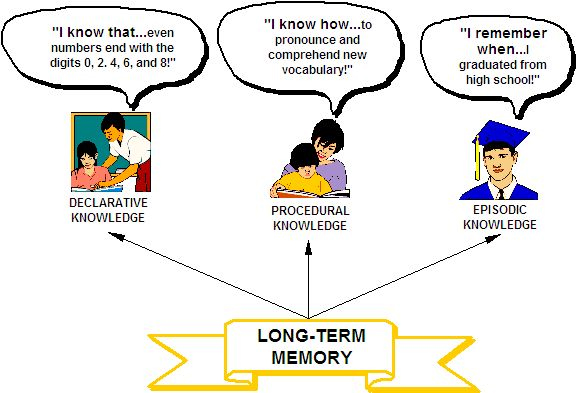 "I know that...even
numbers end with the
digits 0, 2. 4, 6, and 8!"
"I know how...to
pronounce and
comprehend new
vocabulary!"
"I remember
when...I
graduated from
high school!"
DECLARATIVE
KNOWLEDGE
PROCEDURAL
KNOWLEDGE
EPISODIC
KNOWLEDGE
LONG-TERM
MEMORY